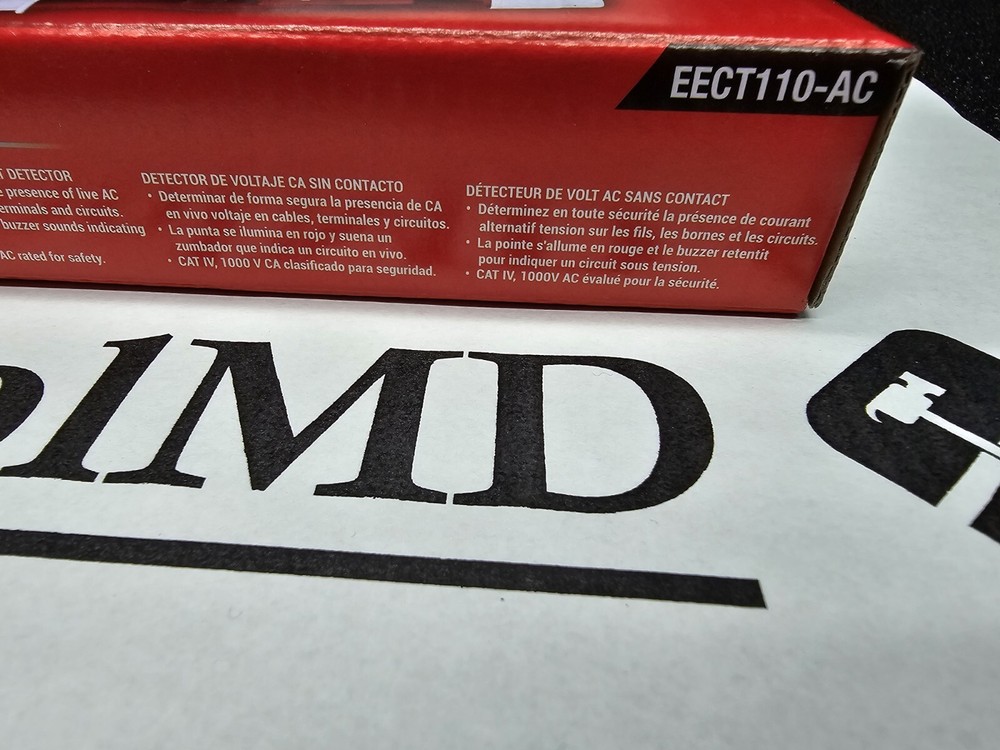 EECT110-AC
T DETECTOR
presence of live AC
erminals and circuits.
buzzer sounds indicating
AC rated for safety.
DETECTOR DE VOLTAJE CA SIN CONTACTO
• Determinar de forma segura la presencia de CA
en vivo voltaje en cables, terminales y circuitos.
• La punta se ilumina en rojo y suena un
zumbador que indica un circuito en vivo.
• CAT IV, 1000 V CA clasificado para seguridad.
DÉTECTEUR DE VOLT AC SANS CONTACT
• Déterminez en toute sécurité la présence de courant
alternatif tension sur les fils, les bornes et les circuits.
• La pointe s'allume en rouge et le buzzer retentit
pour indiquer un circuit sous tension.
• CAT IV, 1000V AC évalué pour la sécurité.
olMD